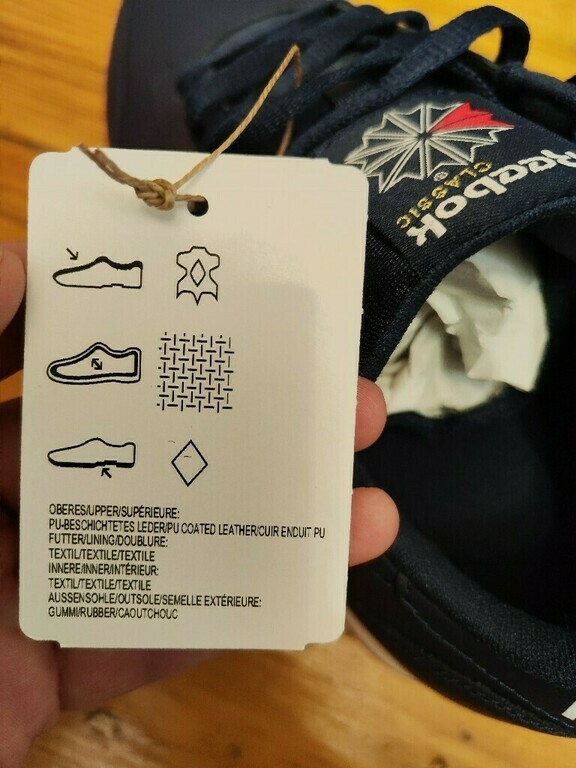 Reebok
CLASSIC
®
OBERES/UPPER/SUPÉRIEURE:
PU-BESCHICHTETES LEDER/PU COATED LEATHER/CUIR ENDUIT PU
FUTTER/LINING/DOUBLURE:
TEXTIL/TEXTILE/TEXTILE
INNERE/INNER/INTÉRIEUR:
TEXTIL/TEXTILE/TEXTILE
AUSSENSOHLE/OUTSOLE/SEMELLE EXTÉRIEURE:
GUMMI/RUBBER/CAOUTCHOUC